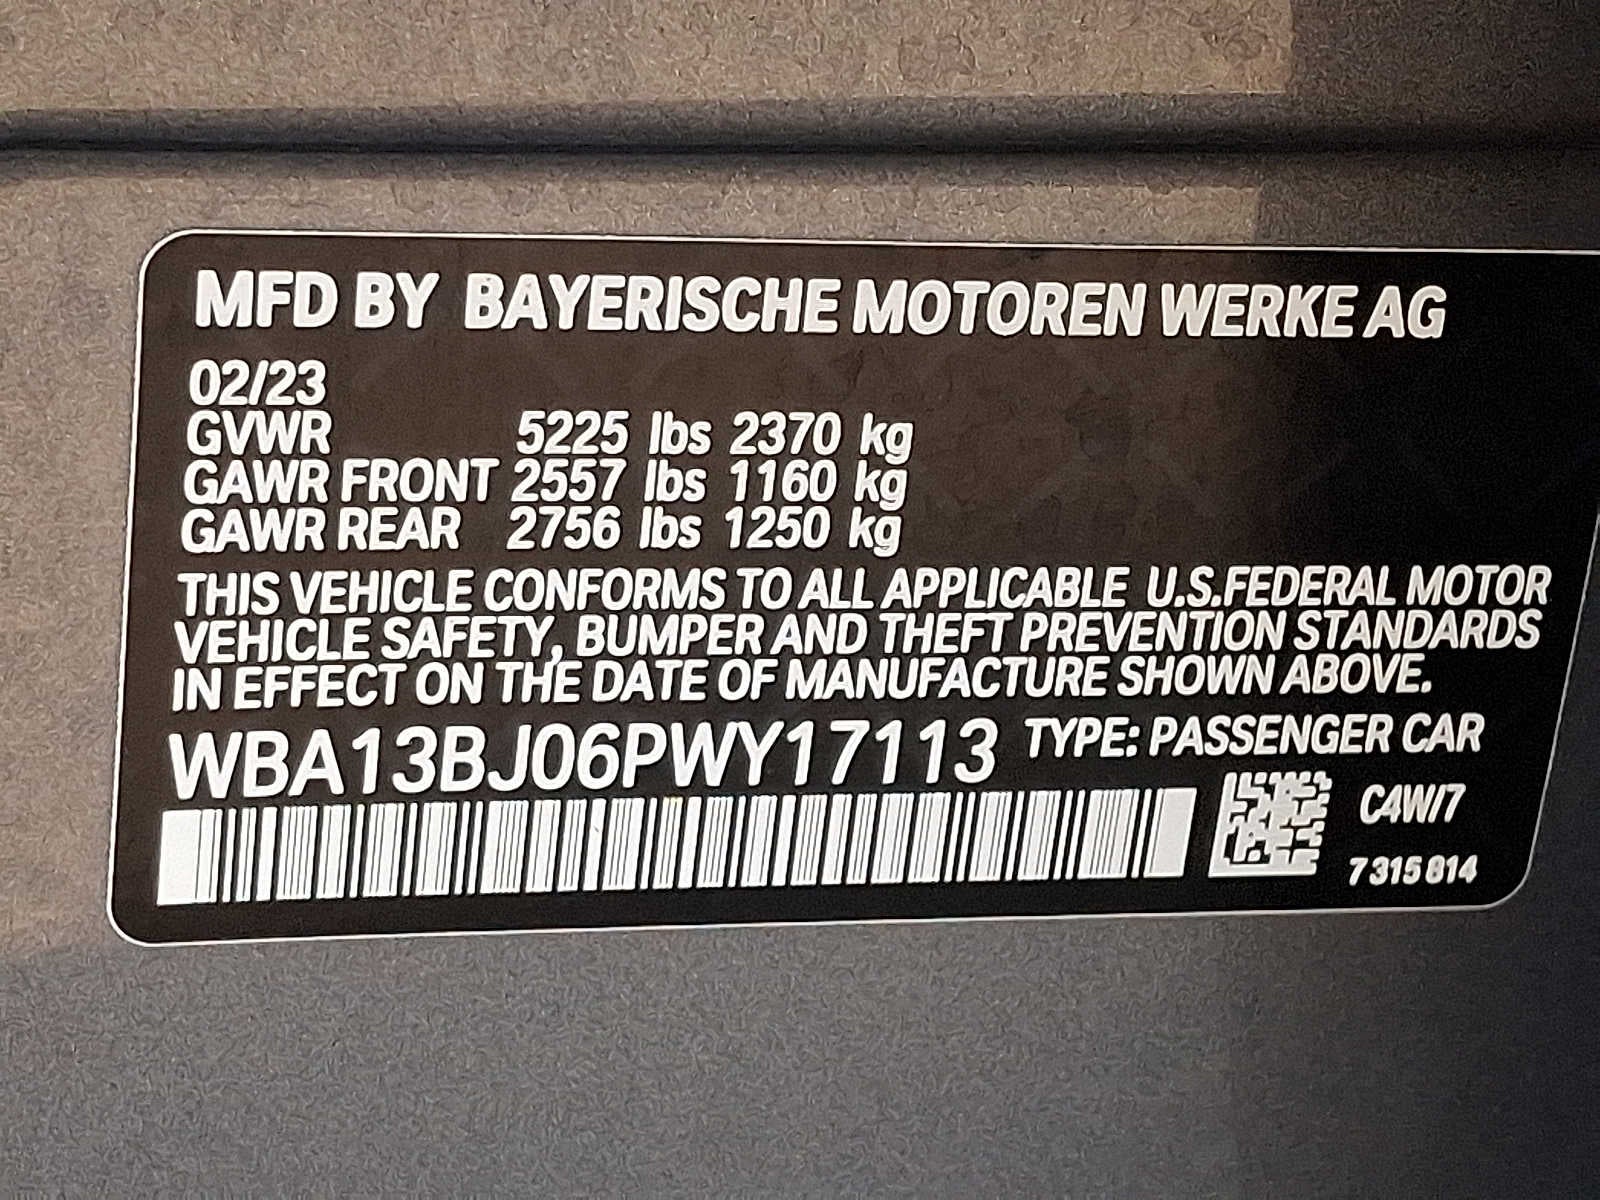 MFD BY BAYERISCHE MOTOREN WERKE AG
02/23
GVWR 5225 lbs 2370 kg
GAWR FRONT 2557 lbs 1160 kg
GAWR REAR 2756 lbs 1250 kg
THIS VEHICLE CONFORMS TO ALL APPLICABLE U.S.FEDERAL MOTOR
VEHICLE SAFETY, BUMPER AND THEFT PREVENTION STANDARDS
IN EFFECT ON THE DATE OF MANUFACTURE SHOWN ABOVE.
WBA13BJ06PWY17113 TYPE: PASSENGER CAR
C4W/7
7 315 814